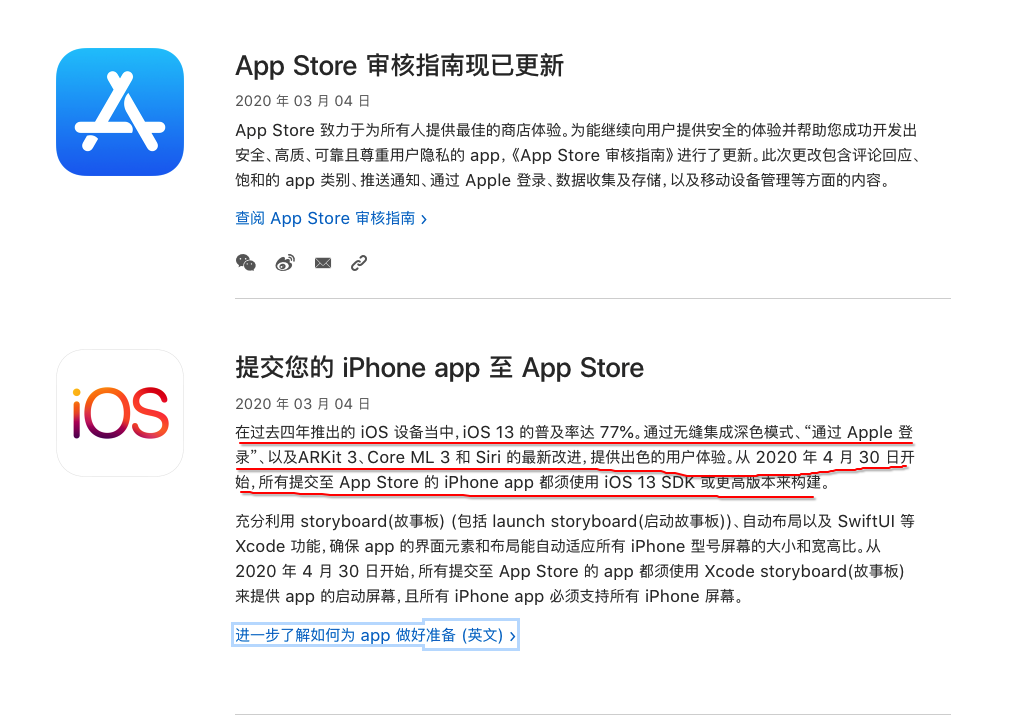 App Store 审核指南现已更新
2020 年 03 月 04 日
App Store 致力于为所有人提供最佳的商店体验。为能继续向用户提供安全的体验并帮助您成功开发出
安全、高质、可靠且尊重用户隐私的 app，《App Store 审核指南》进行了更新。此次更改包含评论回应、
饱和的 app 类别、推送通知、通过 Apple 登录、数据收集及存储，以及移动设备管理等方面的内容。
查阅 App Store 审核指南 ›
iOS
提交您的 iPhone app 至 App Store
2020 年 03 月 04 日
在过去四年推出的 iOS 设备当中，iOS 13 的普及率达 77%。通过无缝集成深色模式、“通过 Apple 登
录”、以及ARKit 3、Core ML 3 和 Siri 的最新改进，提供出色的用户体验。从 2020 年 4 月 30 日开
始，所有提交至 App Store 的 iPhone app 都须使用 iOS 13 SDK 或更高版本来构建。
充分利用 storyboard(故事板) (包括 launch storyboard(启动故事板))、自动布局以及 SwiftUI 等
Xcode 功能，确保 app 的界面元素和布局能自动适应所有 iPhone 型号屏幕的大小和宽高比。从
2020 年 4 月 30 日开始，所有提交至 App Store 的 app 都须使用 Xcode storyboard(故事板)
来提供 app 的启动屏幕，且所有 iPhone app 必须支持所有 iPhone 屏幕。
进一步了解如何为 app 做好准备 (英文) ›